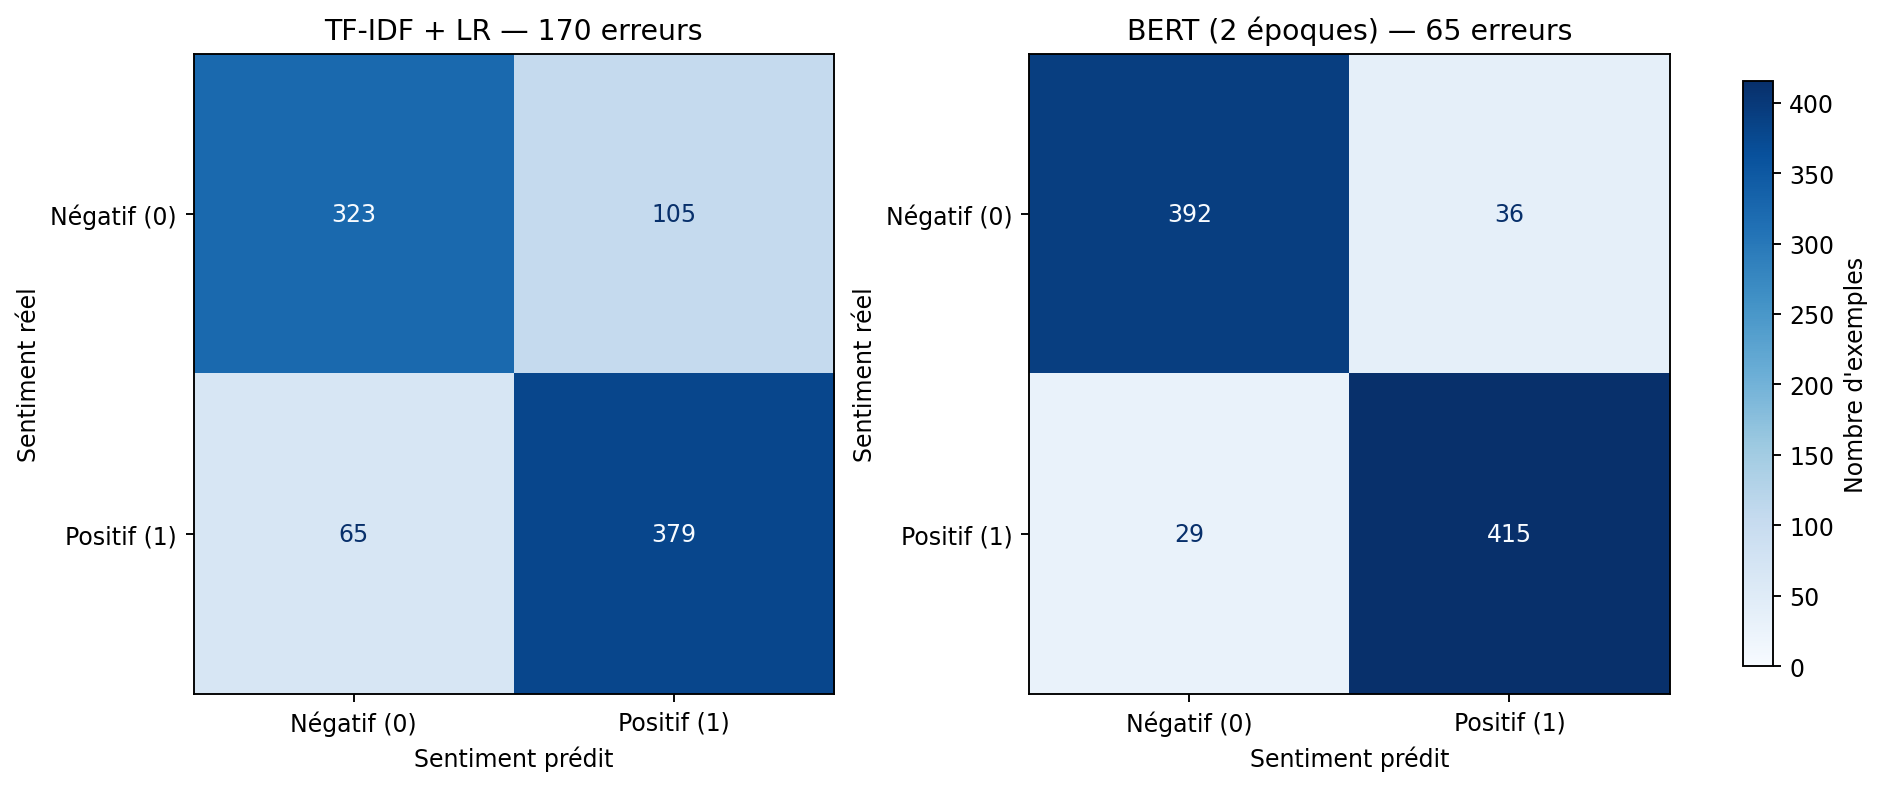 TF-IDF + LR — 170 erreurs
Sentiment réel
Négatif (0)
323
105
Positif (1)
65
379
Négatif (0)
Positif (1)
Sentiment prédit
BERT (2 époques) — 65 erreurs
Sentiment réel
Négatif (0)
392
36
Positif (1)
29
415
Négatif (0)
Positif (1)
Sentiment prédit
400
350
300
250
200
150
100
50
0
Nombre d'exemples